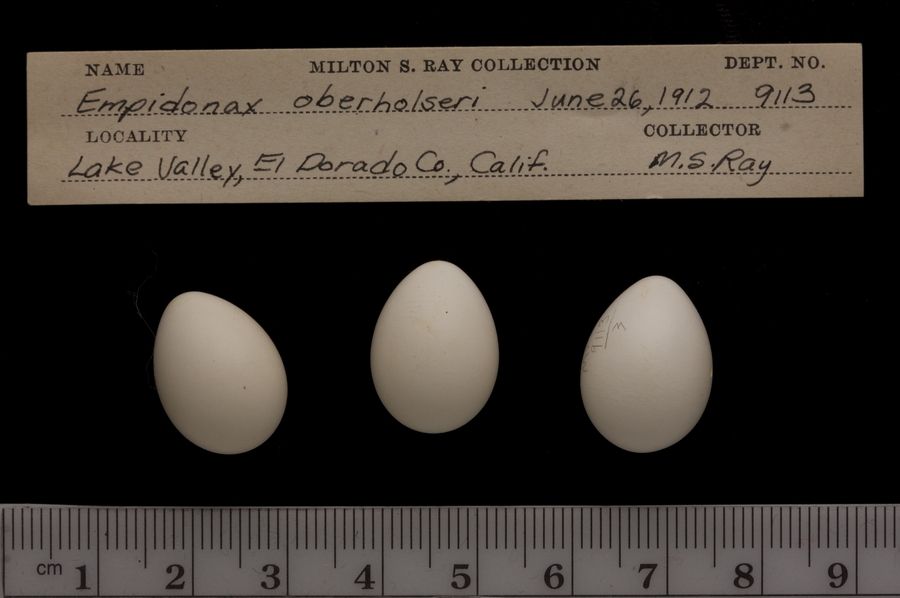 NAME MILTON S. RAY COLLECTION DEPT. NO.
Empidonax oberholseri June 26, 1912 9113
LOCALITY COLLECTOR
Lake Valley, El Dorado Co., Calif. M.S. Ray
cm 1 2 3 4 5 6 7 8 9